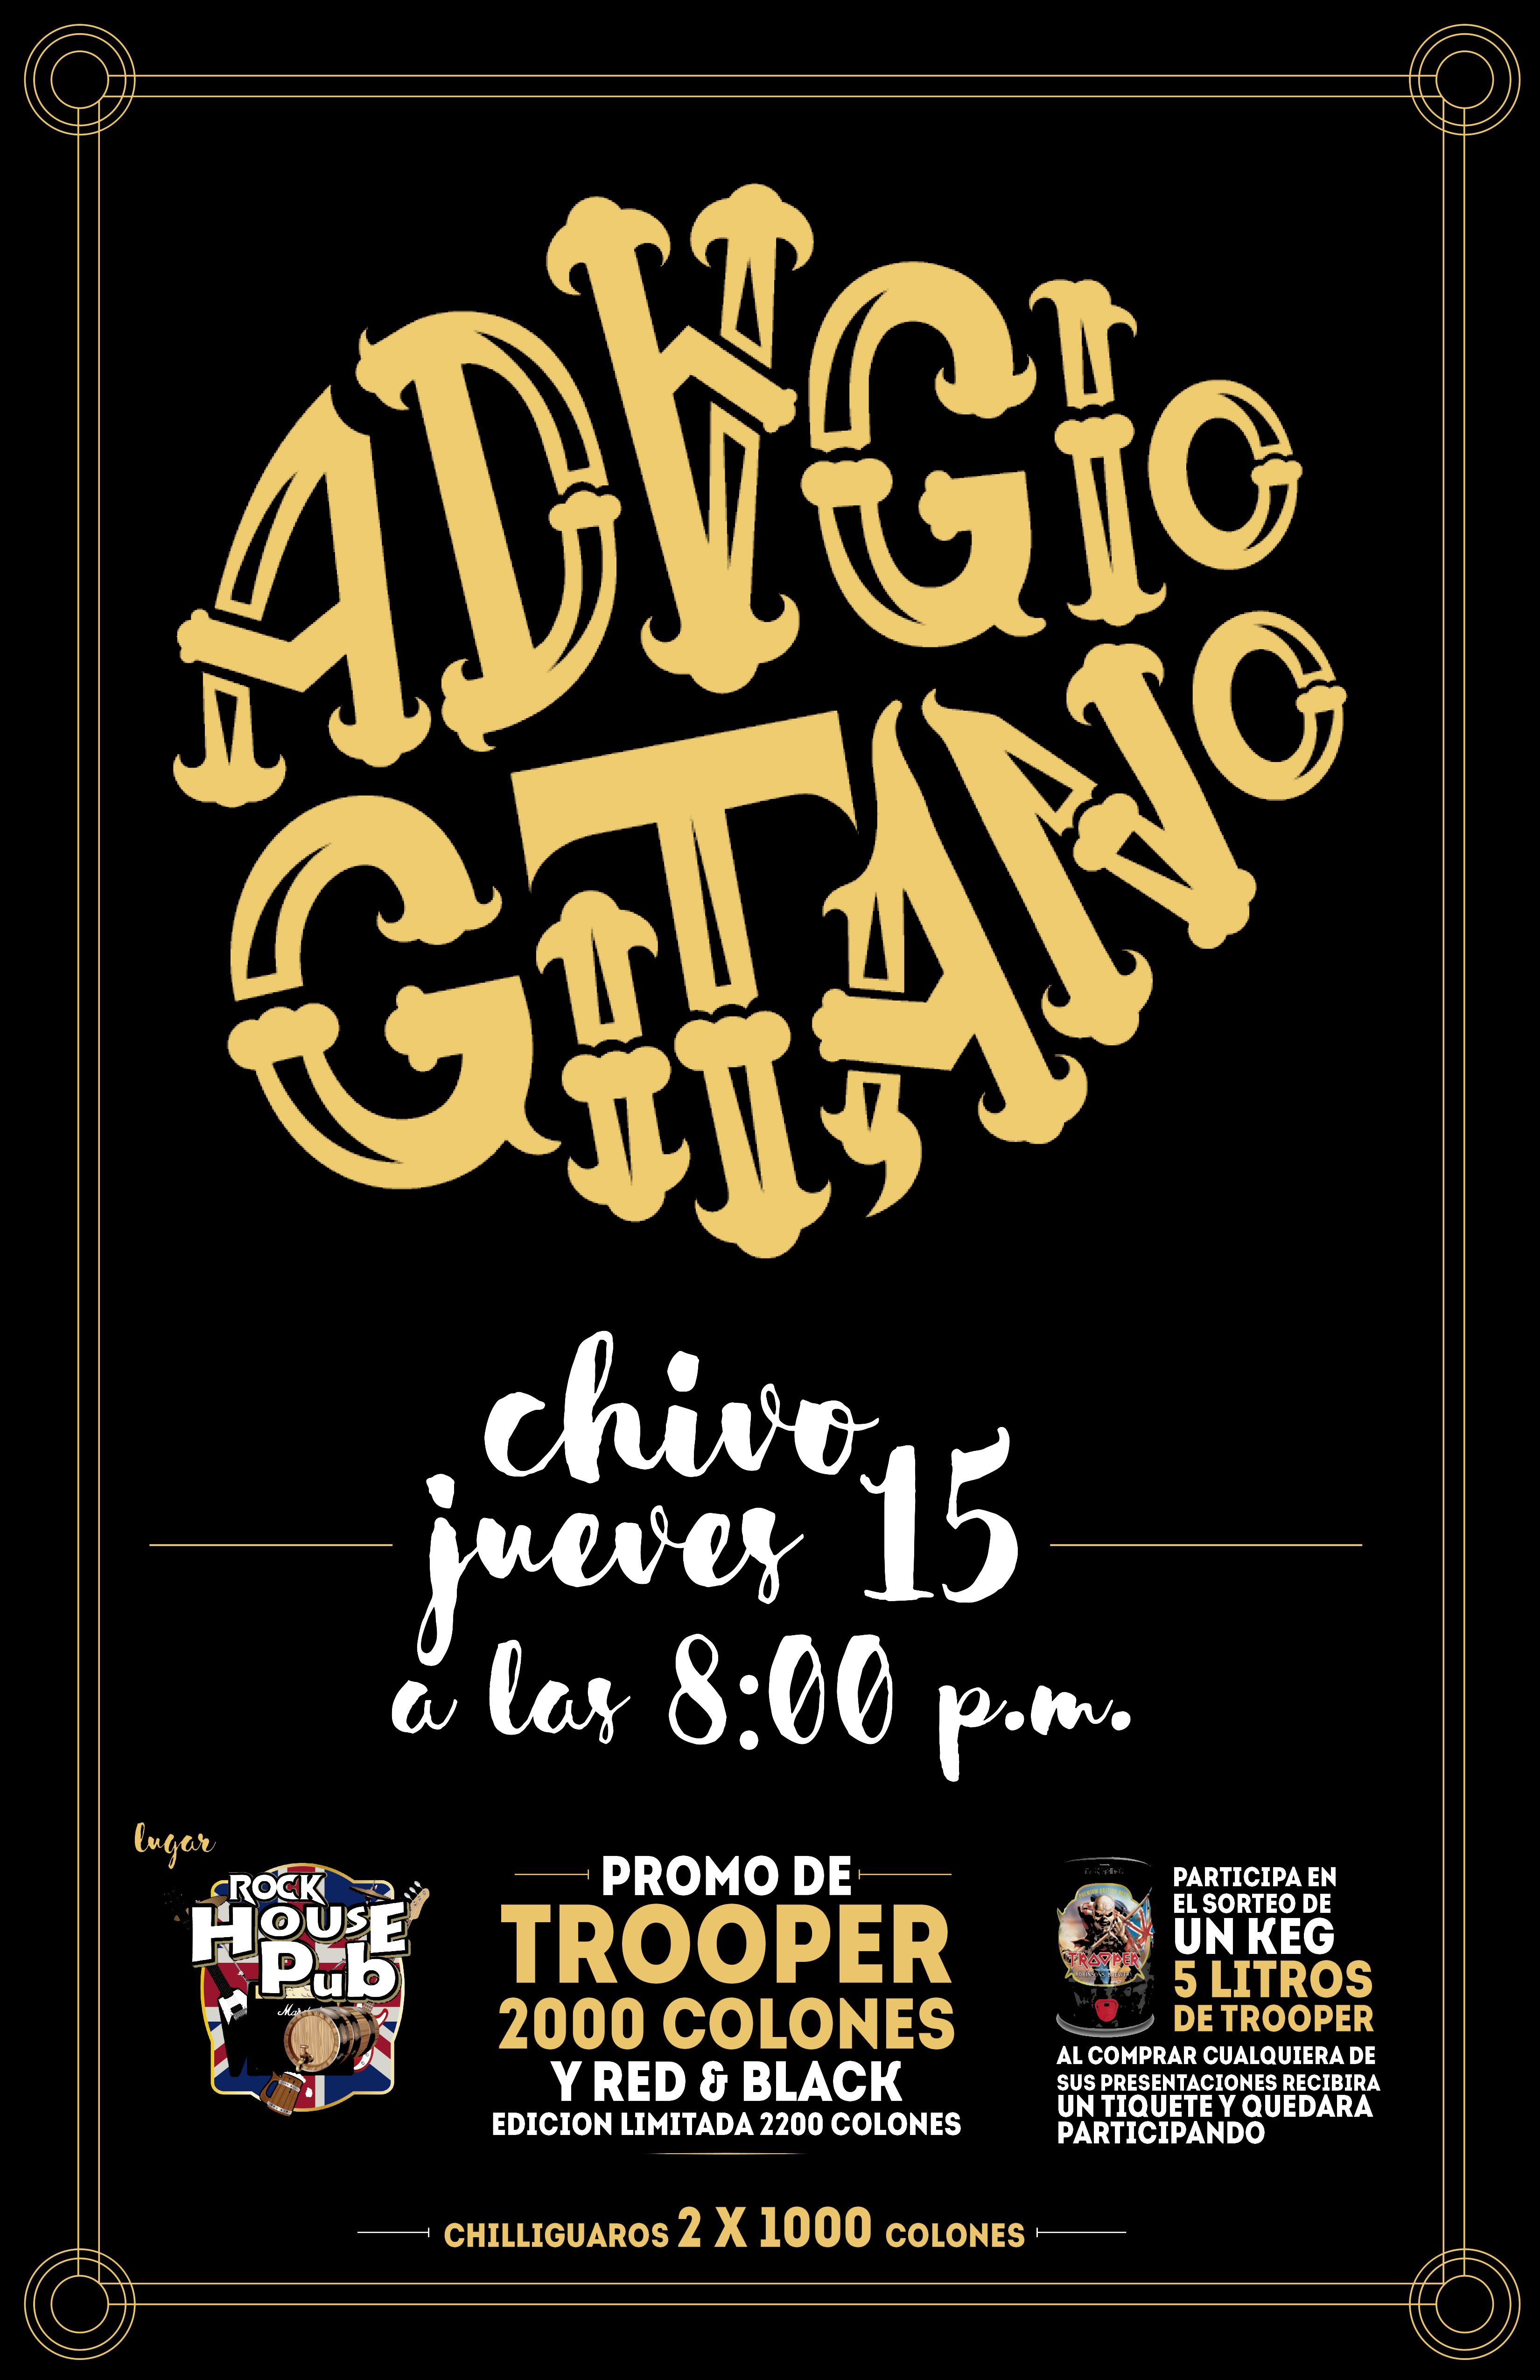 ADAGIO
GITANO
chivo
jueves 15
a las 8:00 p.m.
lugar
ROCK
HOUSE
Pub
PROMO DE
TROOPER
2000 COLONES
Y RED & BLACK
EDICION LIMITADA 2200 COLONES
TROOPER
PARTICIPA EN
EL SORTEO DE
UN KEG
5 LITROS
DE TROOPER
AL COMPRAR CUALQUIERA DE
SUS PRESENTACIONES RECIBIRA
UN TIQUETE Y QUEDARA
PARTICIPANDO
CHILLIGUAROS 2 X 1000 COLONES